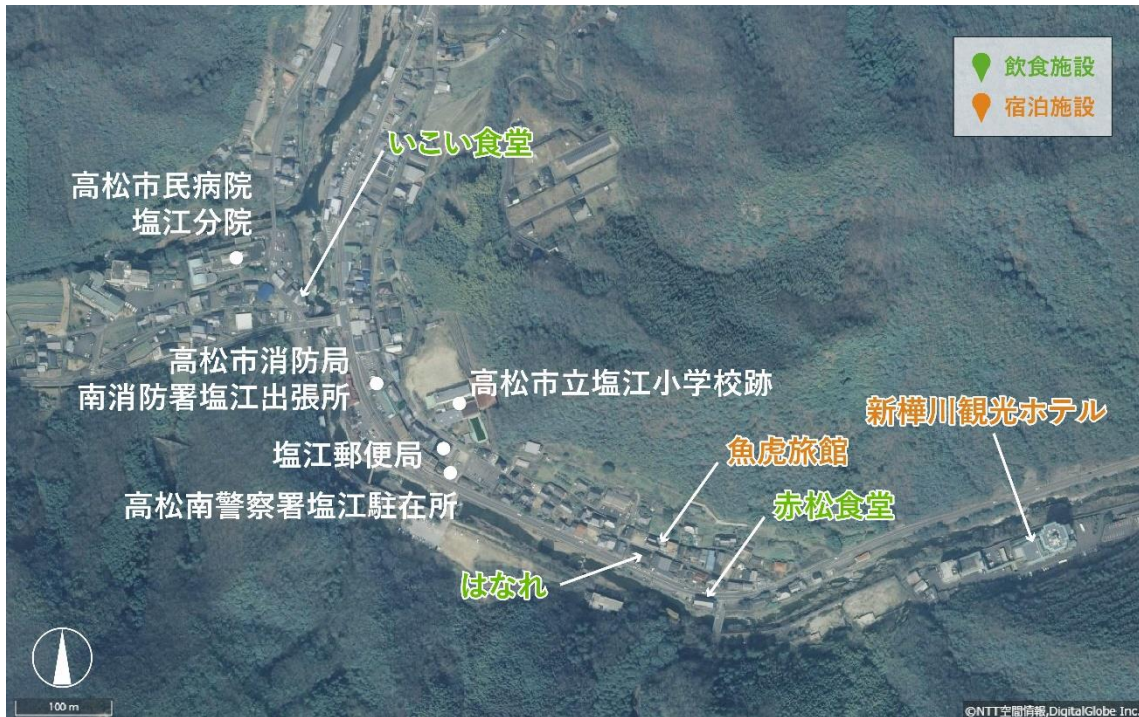 飲食施設
宿泊施設
いこい食堂
高松市民病院
塩江分院
高松市消防局
南消防署塩江出張所
高松市立塩江小学校跡
新樺川観光ホテル
塩江郵便局
魚虎旅館
高松南警察署塩江駐在所
赤松食堂
はなれ
100 m
©NTT空間情報,DigitalGlobe Inc.